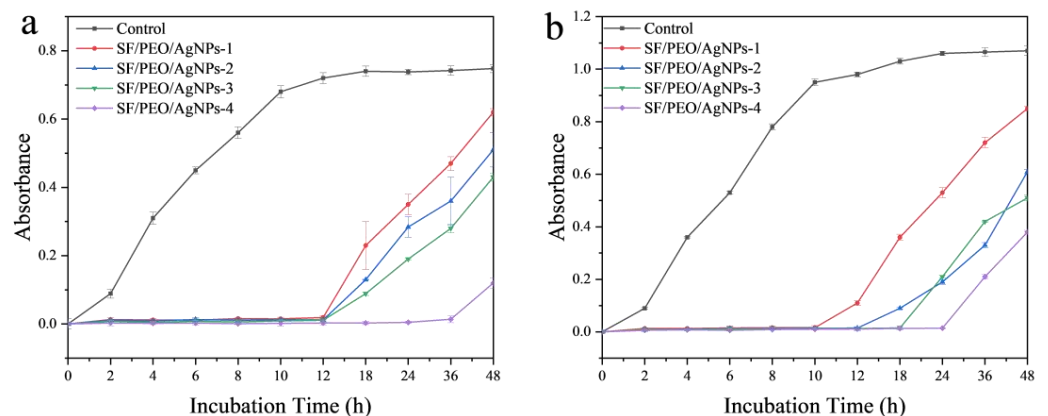 a
Control
SF/PEO/AgNPs-1
SF/PEO/AgNPs-2
SF/PEO/AgNPs-3
SF/PEO/AgNPs-4
Absorbance
0.8
0.6
0.4
0.2
0.0
0 2 4 6 8 10 12 18 24 36 48
Incubation Time (h)
b
Control
SF/PEO/AgNPs-1
SF/PEO/AgNPs-2
SF/PEO/AgNPs-3
SF/PEO/AgNPs-4
Absorbance
1.2
1.0
0.8
0.6
0.4
0.2
0.0
0 2 4 6 8 10 12 18 24 36 48
Incubation Time (h)